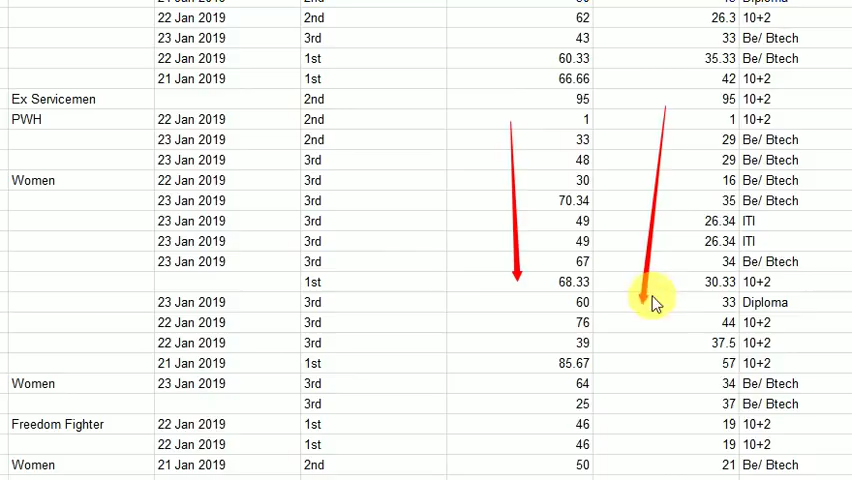 22 Jan 2019 2nd 62 26.3 10+2
23 Jan 2019 3rd 43 33 Be/ Btech
22 Jan 2019 1st 60.33 35.33 Be/ Btech
21 Jan 2019 1st 66.66 42 10+2
Ex Servicemen 2nd 95 95 10+2
PWH 22 Jan 2019 2nd 1 1 10+2
23 Jan 2019 2nd 33 29 Be/ Btech
23 Jan 2019 3rd 48 29 Be/ Btech
Women 22 Jan 2019 3rd 30 16 Be/ Btech
23 Jan 2019 3rd 70.34 35 Be/ Btech
23 Jan 2019 3rd 49 26.34 ITI
23 Jan 2019 3rd 49 26.34 ITI
23 Jan 2019 3rd 67 34 Be/ Btech
1st 68.33 30.33 10+2
23 Jan 2019 3rd 60 33 Diploma
22 Jan 2019 3rd 76 44 10+2
22 Jan 2019 3rd 39 37.5 10+2
21 Jan 2019 1st 85.67 57 10+2
Women 23 Jan 2019 3rd 64 34 Be/ Btech
3rd 25 37 Be/ Btech
Freedom Fighter 22 Jan 2019 1st 46 19 10+2
22 Jan 2019 1st 46 19 10+2
Women 21 Jan 2019 2nd 50 21 Be/ Btech